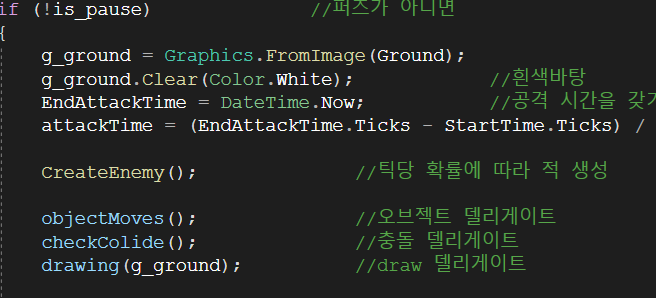 if (!is_pause) //퍼즈가 아니면
{
g_ground = Graphics.FromImage(Ground);
g_ground.Clear(Color.White); //흰색바탕
EndAttackTime = DateTime.Now; //공격 시간을 갖기
attackTime = (EndAttackTime.Ticks - StartTime.Ticks) /
CreateEnemy(); //틱당 확률에 따라 적 생성
objectMoves(); //오브젝트 델리게이트
checkColide(); //충돌 델리게이트
drawing(g_ground); //draw 델리게이트